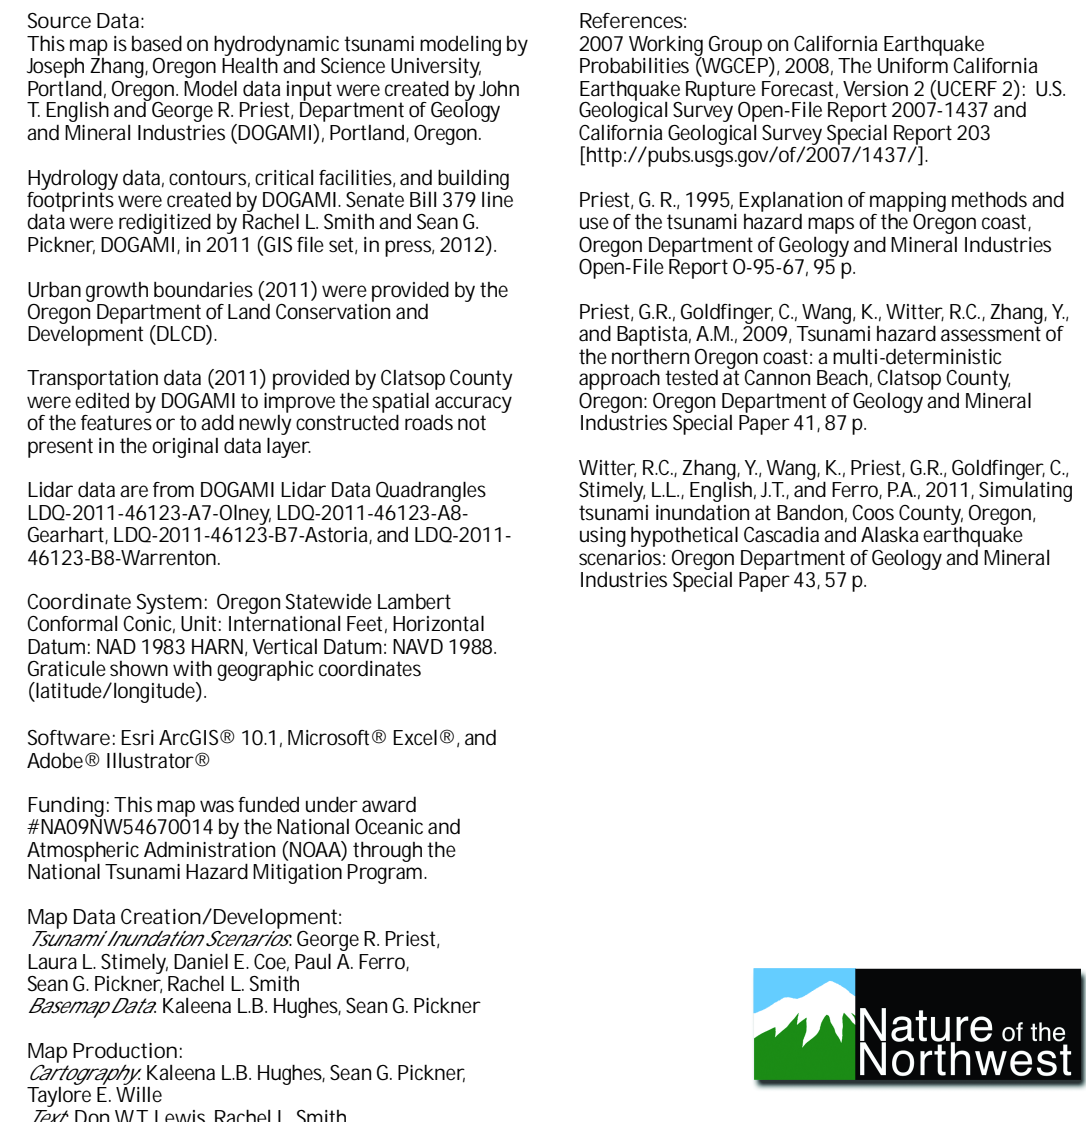 Source Data:
This map is based on hydrodynamic tsunami modeling by
Joseph Zhang, Oregon Health and Science University,
Portland, Oregon. Model data input were created by John
T. English and George R. Priest, Department of Geology
and Mineral Industries (DOGAMI), Portland, Oregon.
Hydrology data, contours, critical facilities, and building
footprints were created by DOGAMI. Senate Bill 379 line
data were redigitized by Rachel L. Smith and Sean G.
Pickner, DOGAMI, in 2011 (GIS file set, in press, 2012).
Urban growth boundaries (2011) were provided by the
Oregon Department of Land Conservation and
Development (DLCD).
Transportation data (2011) provided by Clatsop County
were edited by DOGAMI to improve the spatial accuracy
of the features or to add newly constructed roads not
present in the original data layer.
Lidar data are from DOGAMI Lidar Data Quadrangles
LDQ-2011-46123-A7-Olney, LDQ-2011-46123-A8-
Gearhart, LDQ-2011-46123-B7-Astoria, and LDQ-2011-
46123-B8-Warrenton.
Coordinate System: Oregon Statewide Lambert
Conformal Conic, Unit: International Feet, Horizontal
Datum: NAD 1983 HARN, Vertical Datum: NAVD 1988.
Graticule shown with geographic coordinates
(latitude/longitude).
Software: Esri ArcGIS® 10.1, Microsoft® Excel®, and
Adobe® Illustrator®
Funding: This map was funded under award
#NA09NW54670014 by the National Oceanic and
Atmospheric Administration (NOAA) through the
National Tsunami Hazard Mitigation Program.
Map Data Creation/Development:
Tsunami Inundation Scenarios: George R. Priest,
Laura L. Stimely, Daniel E. Coe, Paul A. Ferro,
Sean G. Pickner, Rachel L. Smith
Basemap Data: Kaleena L.B. Hughes, Sean G. Pickner
Map Production:
Cartography: Kaleena L.B. Hughes, Sean G. Pickner,
Taylore E. Wille
Text: Don W.T. Lewis, Rachel L. Smith
References:
2007 Working Group on California Earthquake
Probabilities (WGCEP), 2008, The Uniform California
Earthquake Rupture Forecast, Version 2 (UCERF 2): U.S.
Geological Survey Open-File Report 2007-1437 and
California Geological Survey Special Report 203
[http://pubs.usgs.gov/of/2007/1437/].
Priest, G. R., 1995, Explanation of mapping methods and
use of the tsunami hazard maps of the Oregon coast,
Oregon Department of Geology and Mineral Industries
Open-File Report O-95-67, 95 p.
Priest, G.R., Goldfinger, C., Wang, K., Witter, R.C., Zhang, Y.,
and Baptista, A.M., 2009, Tsunami hazard assessment of
the northern Oregon coast: a multi-deterministic
approach tested at Cannon Beach, Clatsop County,
Oregon: Oregon Department of Geology and Mineral
Industries Special Paper 41, 87 p.
Witter, R.C., Zhang, Y., Wang, K., Priest, G.R., Goldfinger, C.,
Stimely, L.L., English, J.T., and Ferro, P.A., 2011, Simulating
tsunami inundation at Bandon, Coos County, Oregon,
using hypothetical Cascadia and Alaska earthquake
scenarios: Oregon Department of Geology and Mineral
Industries Special Paper 43, 57 p.
Nature of the
Northwest